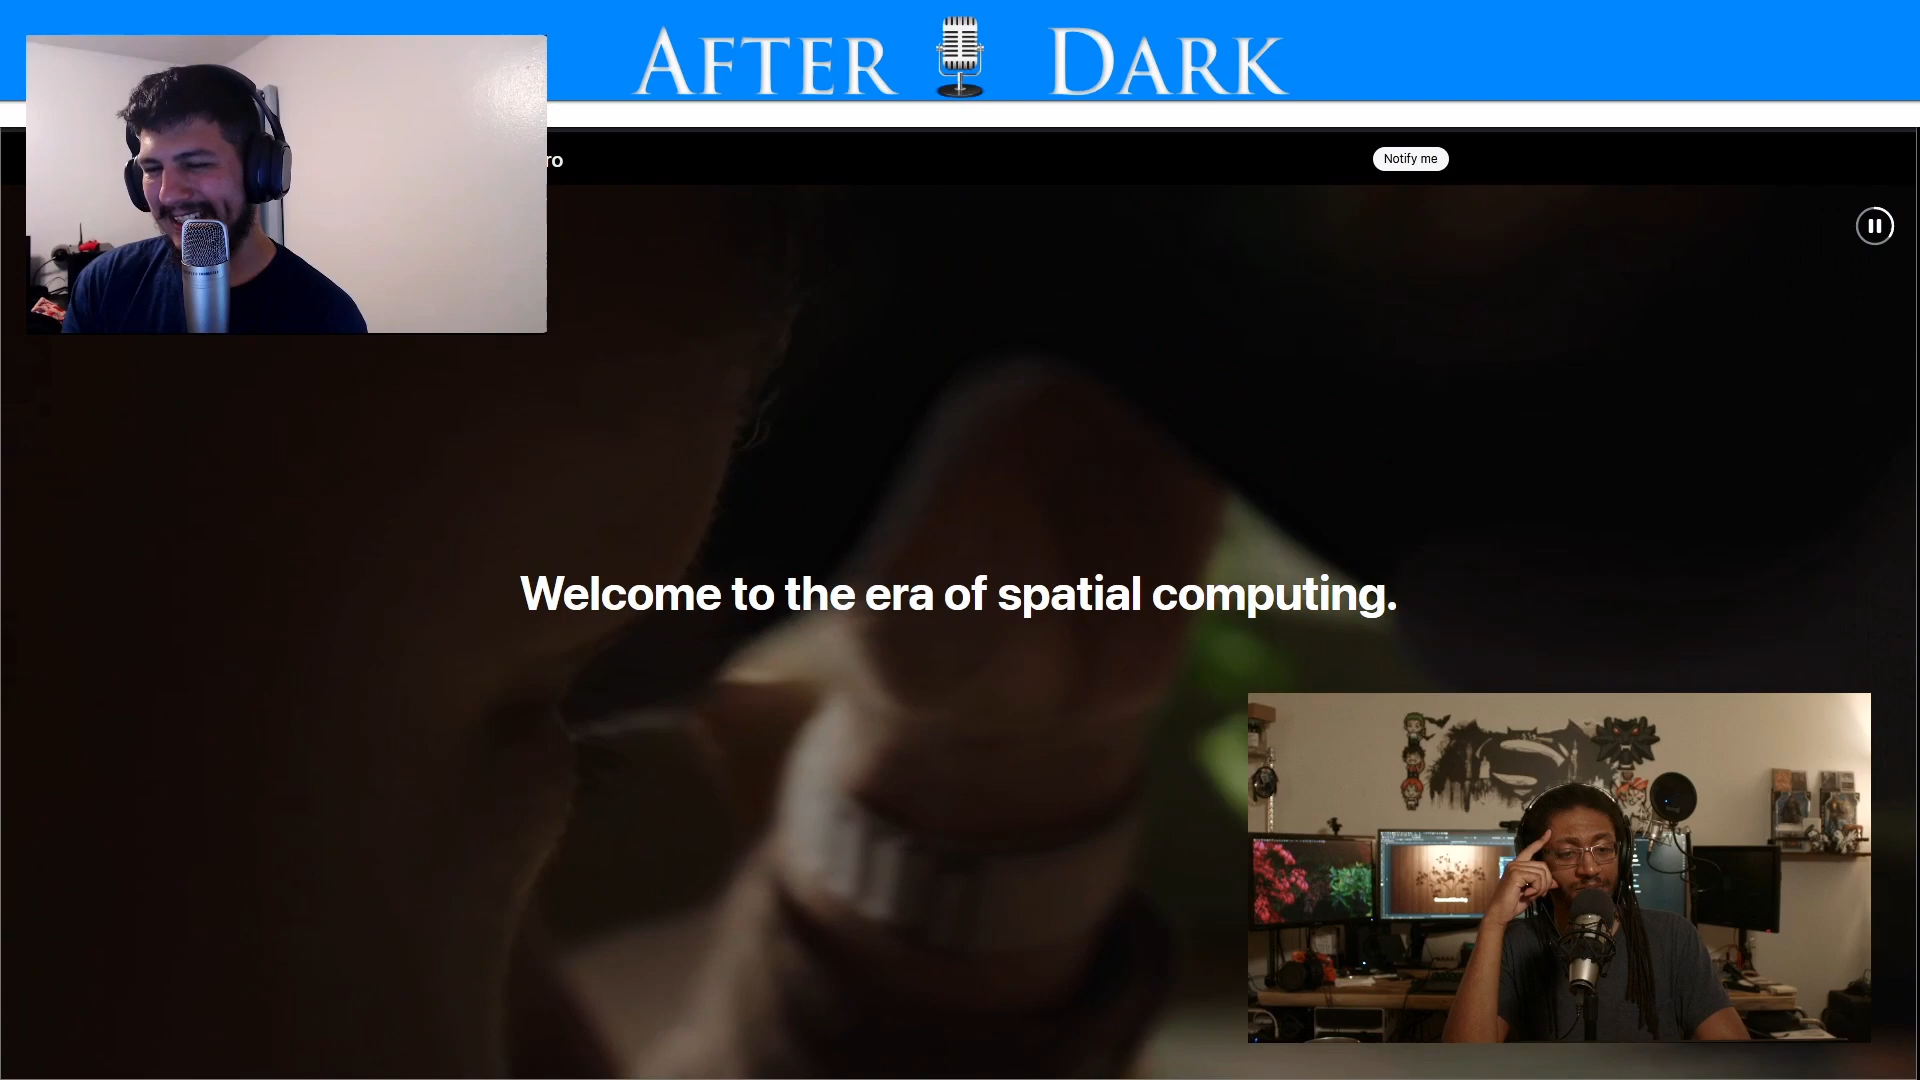 AFTER DARK
ro
Notify me
Welcome to the era of spatial computing.